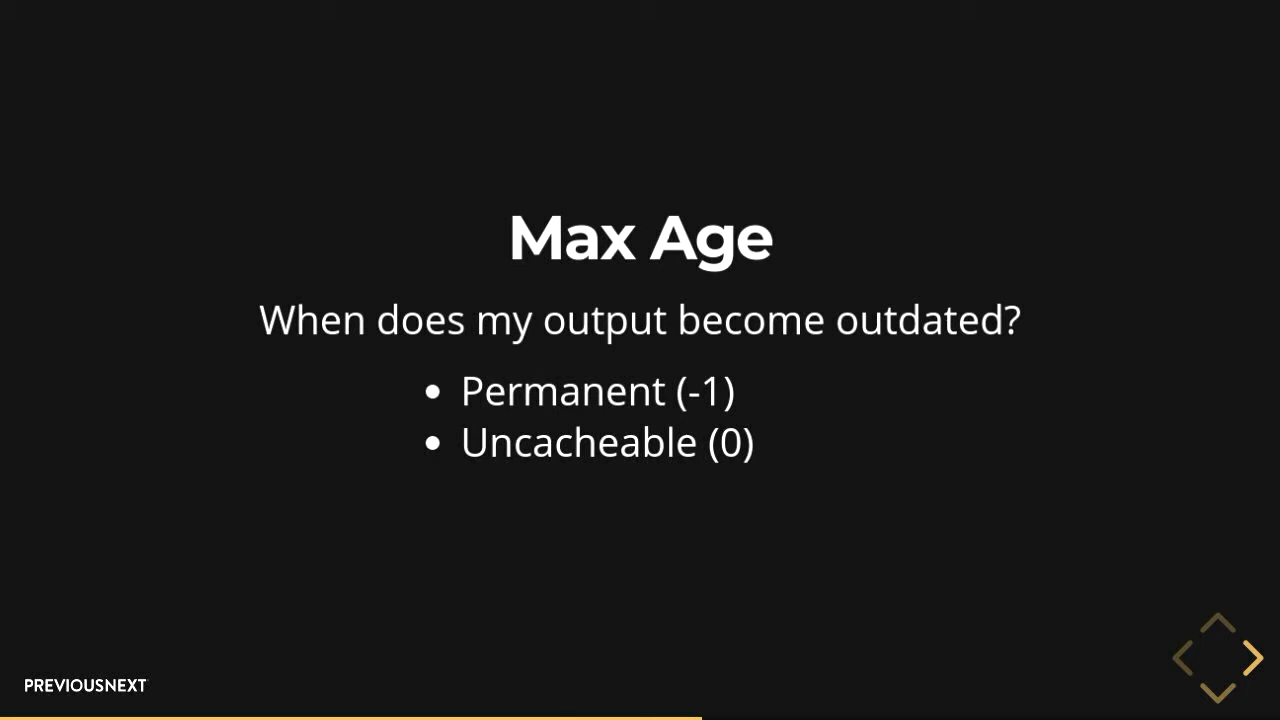 Max Age
When does my output become outdated?
• Permanent (-1)
• Uncacheable (0)
PREVIOUSNEXT